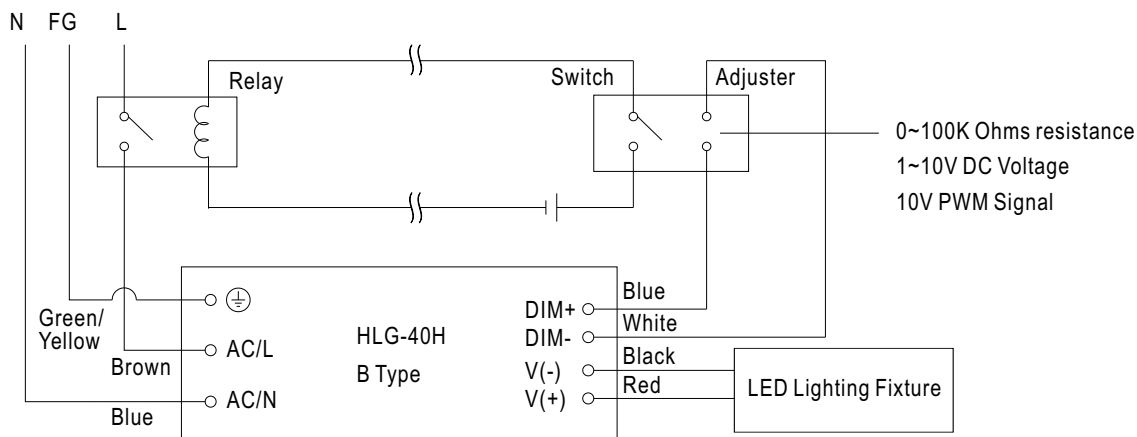 N FG L
Relay
Switch
Adjuster
0~100K Ohms resistance
1~10V DC Voltage
10V PWM Signal
Green/
Yellow
Brown
Blue
AC/L
AC/N
HLG-40H
B Type
DIM+
DIM-
V(-)
V(+)
Blue
White
Black
Red
LED Lighting Fixture